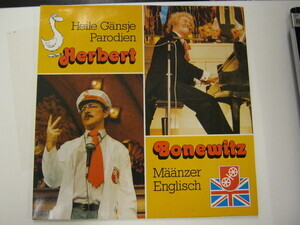 Heile Gänsje
Parodien
Herbert
Bonewitz
Määnzer
Englisch